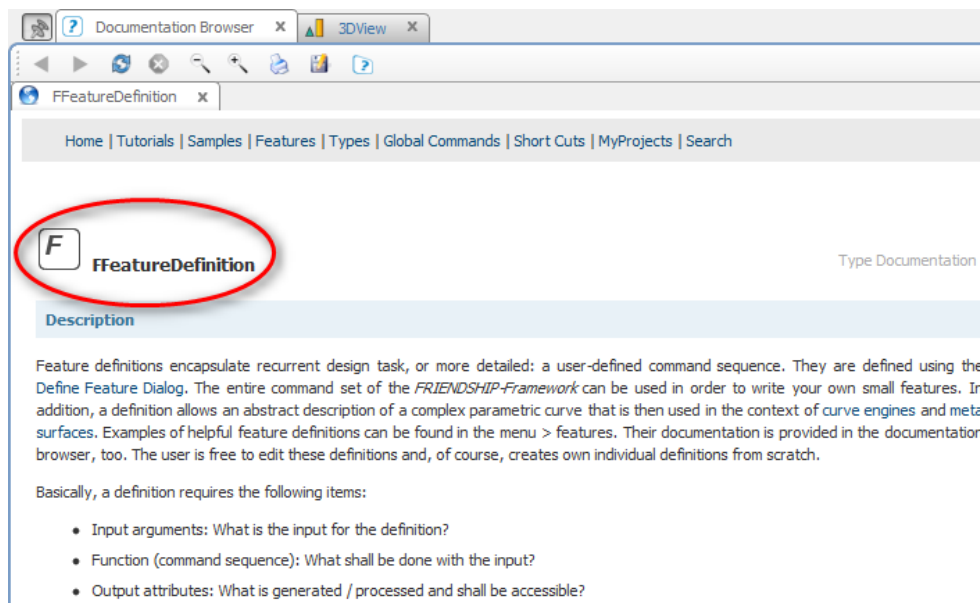 Documentation Browser
3DView
FFeatureDefinition
Home | Tutorials | Samples | Features | Types | Global Commands | Short Cuts | MyProjects | Search
F
FFeatureDefinition
Type Documentation
Description
Feature definitions encapsulate recurrent design task, or more detailed: a user-defined command sequence. They are defined using the
Define Feature Dialog. The entire command set of the FRIENDSHIP-Framework can be used in order to write your own small features. In
addition, a definition allows an abstract description of a complex parametric curve that is then used in the context of curve engines and meta
surfaces. Examples of helpful feature definitions can be found in the menu > features. Their documentation is provided in the documentation
browser, too. The user is free to edit these definitions and, of course, creates own individual definitions from scratch.
Basically, a definition requires the following items:
• Input arguments: What is the input for the definition?
• Function (command sequence): What shall be done with the input?
• Output attributes: What is generated / processed and shall be accessible?